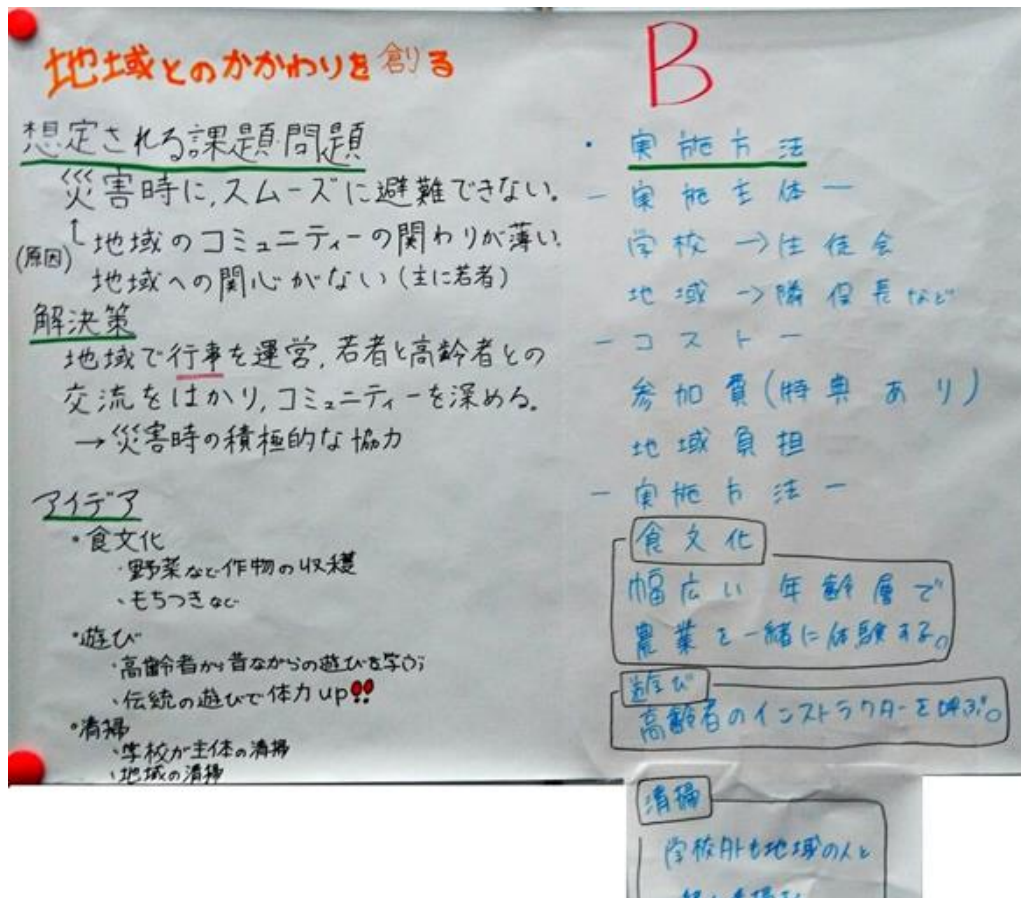 地域とのかかわりを創る
想定される課題・問題
災害時に、スムーズに避難できない。
(原因)
地域のコミュニティーの関わりが薄い。
地域への関心がない(主に若者)
解決策
地域で行事を運営、若者と高齢者との
交流をはかり、コミュニティーを深める。
→災害時の積極的な協力
アイデア
・食文化
・野菜など作物の収穫
・もちつきなど
・遊び
・高齢者から昔ながらの遊びを学ぶ
・伝統の遊びで体力up!!
・清掃
・学校が主体の清掃
・地域の清掃
B
・実施方法
ー実施主体ー
学校→生徒会
地域→隣保長など
ーコストー
参加費(特典あり)
地域負担
ー実施方法ー
食文化
幅広い年齢層で
農業を一緒に体験する。
遊び
高齢者のインストラクターを呼ぶ。
清掃
学校外も地域の人と